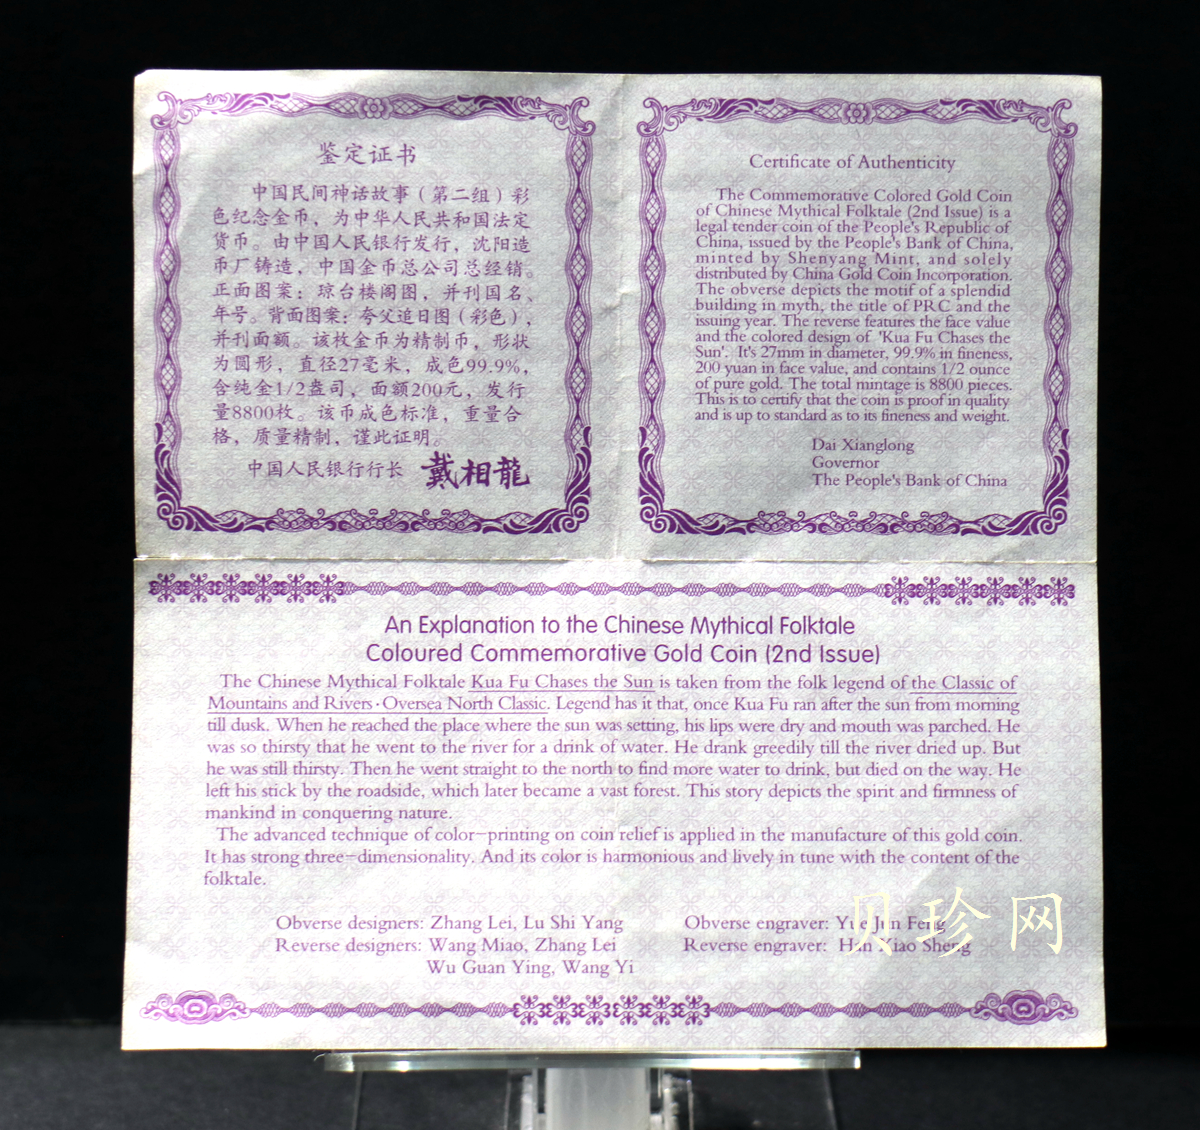 鉴定证书
中国民间神话故事（第二组）彩
色纪念金币，为中华人民共和国法定
货币。由中国人民银行发行，沈阳造
币厂铸造，中国金币总公司总经销。
正面图案：琼台楼阁图，并刊国名、
年号。背面图案：夸父追日图（彩色），
并刊面额。该枚金币为精制币，形状
为圆形，直径27毫米，成色99.9%，
含纯金1/2盎司，面额200元，发行
量8800枚。该币成色标准，重量合
格，质量精制，谨此证明。
中国人民银行行长 戴相龍
Certificate of Authenticity
The Commemorative Colored Gold Coin
of Chinese Mythical Folktale (2nd Issue) is a
legal tender coin of the People's Republic of
China, issued by the People's Bank of China,
minted by Shenyang Mint, and solely
distributed by China Gold Coin Incorporation.
The obverse depicts the motif of a splendid
building in myth, the title of PRC and the
issuing year. The reverse features the face value
and the colored design of 'Kua Fu Chases the
Sun'. It's 27mm in diameter, 99.9% in fineness,
200 yuan in face value, and contains 1/2 ounce
of pure gold. The total mintage is 8800 pieces.
This is to certify that the coin is proof in quality
and is up to standard as to its fineness and weight.
Dai Xianglong
Governor
The People's Bank of China
An Explanation to the Chinese Mythical Folktale
Coloured Commemorative Gold Coin (2nd Issue)
The Chinese Mythical Folktale Kua Fu Chases the Sun is taken from the folk legend of the Classic of
Mountains and Rivers·Oversea North Classic. Legend has it that, once Kua Fu ran after the sun from morning
till dusk. When he reached the place where the sun was setting, his lips were dry and mouth was parched. He
was so thirsty that he went to the river for a drink of water. He drank greedily till the river dried up. But
he was still thirsty. Then he went straight to the north to find more water to drink, but died on the way. He
left his stick by the roadside, which later became a vast forest. This story depicts the spirit and firmness of
mankind in conquering nature.
The advanced technique of color-printing on coin relief is applied in the manufacture of this gold coin.
It has strong three-dimensionality. And its color is harmonious and lively in tune with the content of the
folktale.
Obverse designers: Zhang Lei, Lu Shi Yang
Reverse designers: Wang Miao, Zhang Lei
Wu Guan Ying, Wang Yi
Obverse engraver: Yue Jun Feng
Reverse engraver: Han Xiao Sheng
贝珍网